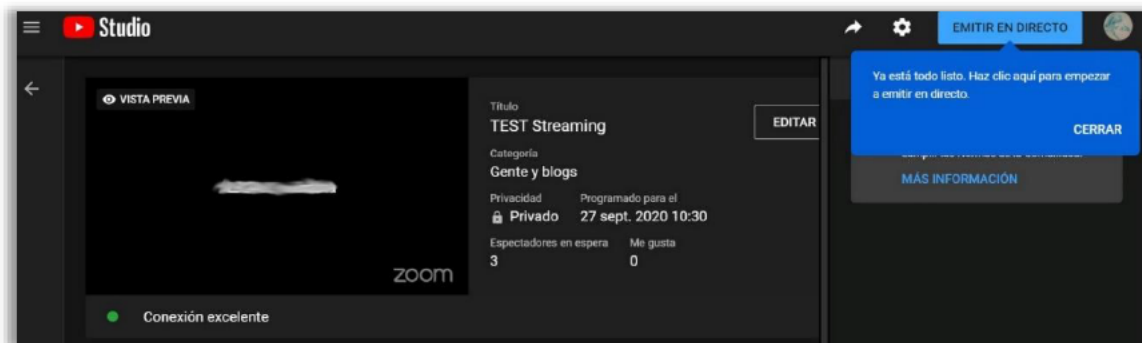 Studio
EMITIR EN DIRECTO
Ya está todo listo. Haz clic aquí para empezar
a emitir en directo.
CERRAR
MÁS INFORMACIÓN
VISTA PREVIA
zoom
Título
TEST Streaming
EDITAR
Categoría
Gente y blogs
Privacidad Programado para el
Privado 27 sept. 2020 10:30
Espectadores en espera Me gusta
3 0
Conexión excelente